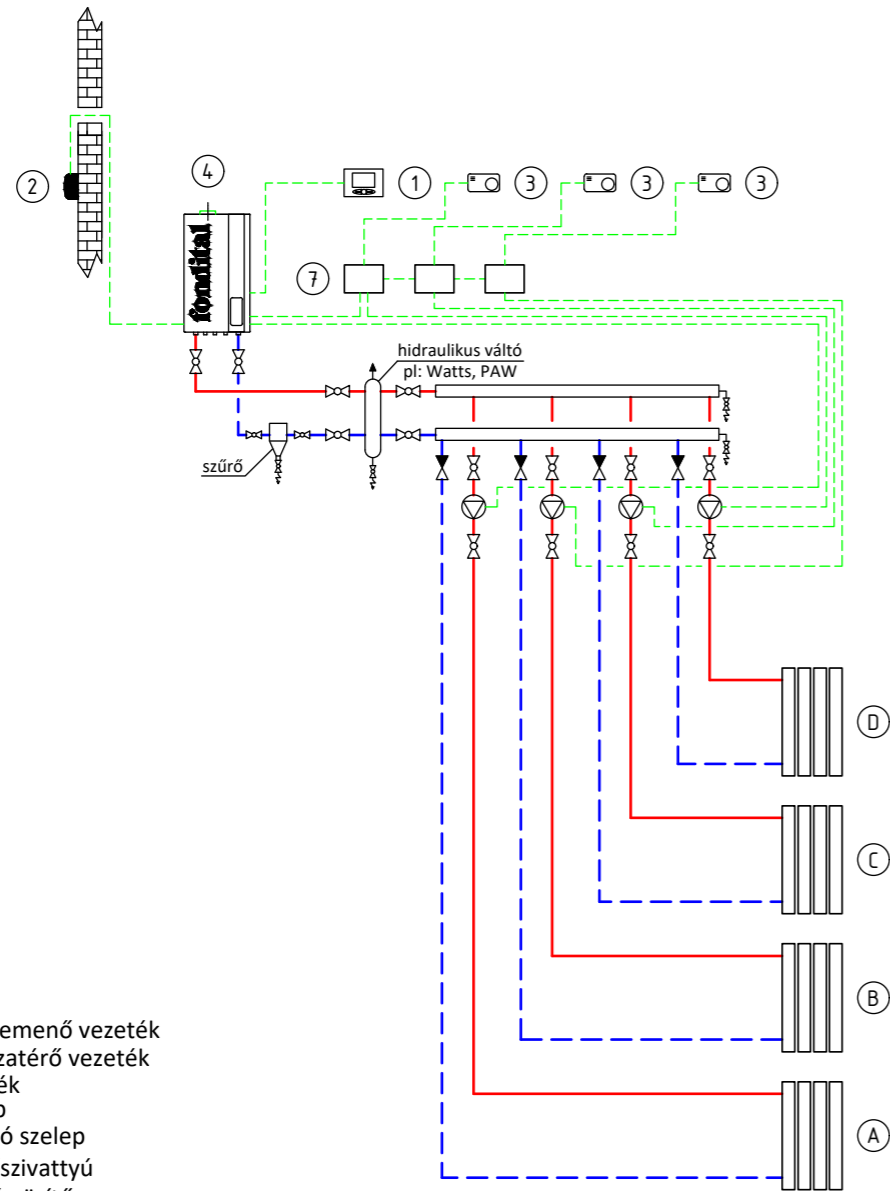 2
4
1
3
3
3
7
fondital
hidraulikus váltó
pl: Watts, PAW
szűrő
D
C
B
A
emenő vezeték
zatérő vezeték
ék
ó szelep
szivattyú